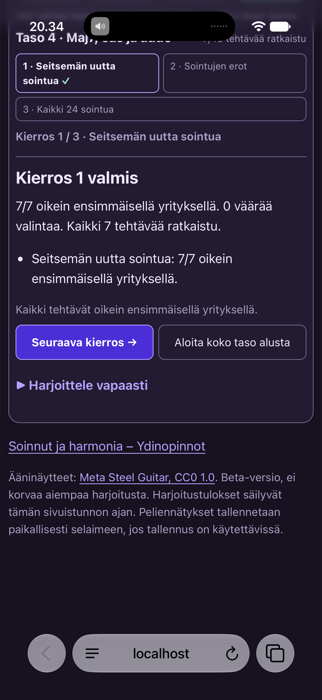 20.34
Taso 4 · Maj7, sus ja
tehtävää ratkaistu
1 · Seitsemän uutta
sointua ✓
2 · Sointujen erot
3 · Kaikki 24 sointua
Kierros 1 / 3 · Seitsemän uutta sointua
Kierros 1 valmis
7/7 oikein ensimmäisellä yrityksellä. 0 väärää
valintaa. Kaikki 7 tehtävää ratkaistu.
• Seitsemän uutta sointua: 7/7 oikein
ensimmäisellä yrityksellä.
Kaikki tehtävät oikein ensimmäisellä yrityksellä.
Seuraava kierros →
Aloita koko taso alusta
▶ Harjoittele vapaasti
Soinnut ja harmonia – Ydinopinnot
Ääninäytteet: Meta Steel Guitar, CC0 1.0. Beta-versio, ei
korvaa aiempaa harjoitusta. Harjoitustulokset säilyvät
tämän sivuistunnon ajan. Peliennätykset tallennetaan
paikallisesti selaimeen, jos tallennus on käytettävissä.
localhost